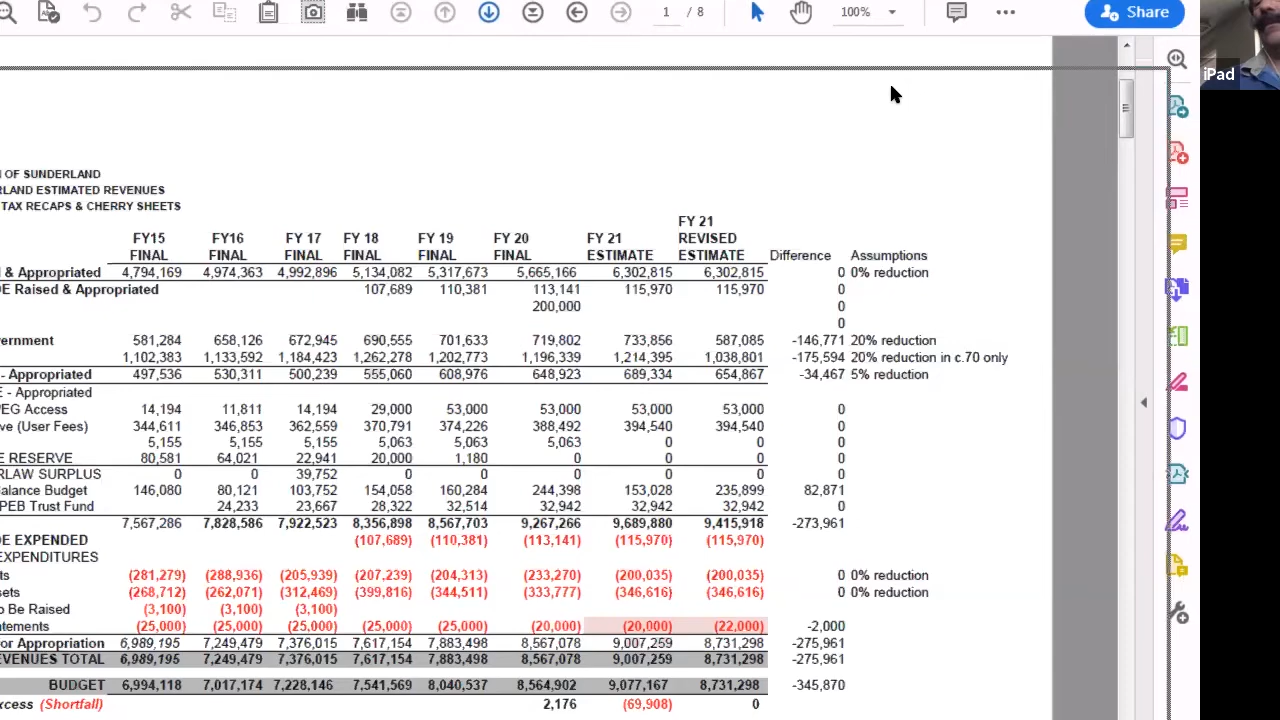 1 / 8 100% Share
iPad
OF SUNDERLAND
RLAND ESTIMATED REVENUES
TAX RECAPS & CHERRY SHEETS
FY 21
FY15 FY16 FY 17 FY 18 FY 19 FY 20 FY 21 REVISED
FINAL FINAL FINAL FINAL FINAL FINAL ESTIMATE ESTIMATE Difference Assumptions
& Appropriated 4,794,169 4,974,363 4,992,896 5,134,082 5,317,673 5,665,166 6,302,815 6,302,815 0 0% reduction
DE Raised & Appropriated 107,689 110,381 113,141 115,970 115,970 0
200,000 0
0
vernment 581,284 658,126 672,945 690,555 701,633 719,802 733,856 587,085 -146,771 20% reduction
1,102,383 1,133,592 1,184,423 1,262,278 1,202,773 1,196,339 1,214,395 1,038,801 -175,594 20% reduction in c.70 only
- Appropriated 497,536 530,311 500,239 555,060 608,976 648,923 689,334 654,867 -34,467 5% reduction
E - Appropriated
PEG Access 14,194 11,811 14,194 29,000 53,000 53,000 53,000 53,000 0
ve (User Fees) 344,611 346,853 362,559 370,791 374,226 388,492 394,540 394,540 0
5,155 5,155 5,155 5,063 5,063 5,063 0 0 0
E RESERVE 80,581 64,021 22,941 20,000 1,180 0 0 0 0
RLAW SURPLUS 0 0 39,752 0 0 0 0 0 0
alance Budget 146,080 80,121 103,752 154,058 160,284 244,398 153,028 235,899 82,871
PEB Trust Fund 24,233 23,667 28,322 32,514 32,942 32,942 32,942 0
7,567,286 7,828,586 7,922,523 8,356,898 8,567,703 9,267,266 9,689,880 9,415,918 -273,961
DE EXPENDED (107,689) (110,381) (113,141) (115,970) (115,970)
EXPENDITURES
ts (281,279) (288,936) (205,939) (207,239) (204,313) (233,270) (200,035) (200,035) 0 0% reduction
sets (268,712) (262,071) (312,469) (399,816) (344,511) (333,777) (346,616) (346,616) 0 0% reduction
o Be Raised (3,100) (3,100) (3,100)
atements (25,000) (25,000) (25,000) (25,000) (25,000) (20,000) (20,000) (22,000) -2,000
or Appropriation 6,989,195 7,249,479 7,376,015 7,617,154 7,883,498 8,567,078 9,007,259 8,731,298 -275,961
EVENUES TOTAL 6,989,195 7,249,479 7,376,015 7,617,154 7,883,498 8,567,078 9,007,259 8,731,298 -275,961
BUDGET 6,994,118 7,017,174 7,228,146 7,541,569 8,040,537 8,564,902 9,077,167 8,731,298 -345,870
xcess (Shortfall) 2,176 (69,908) 0